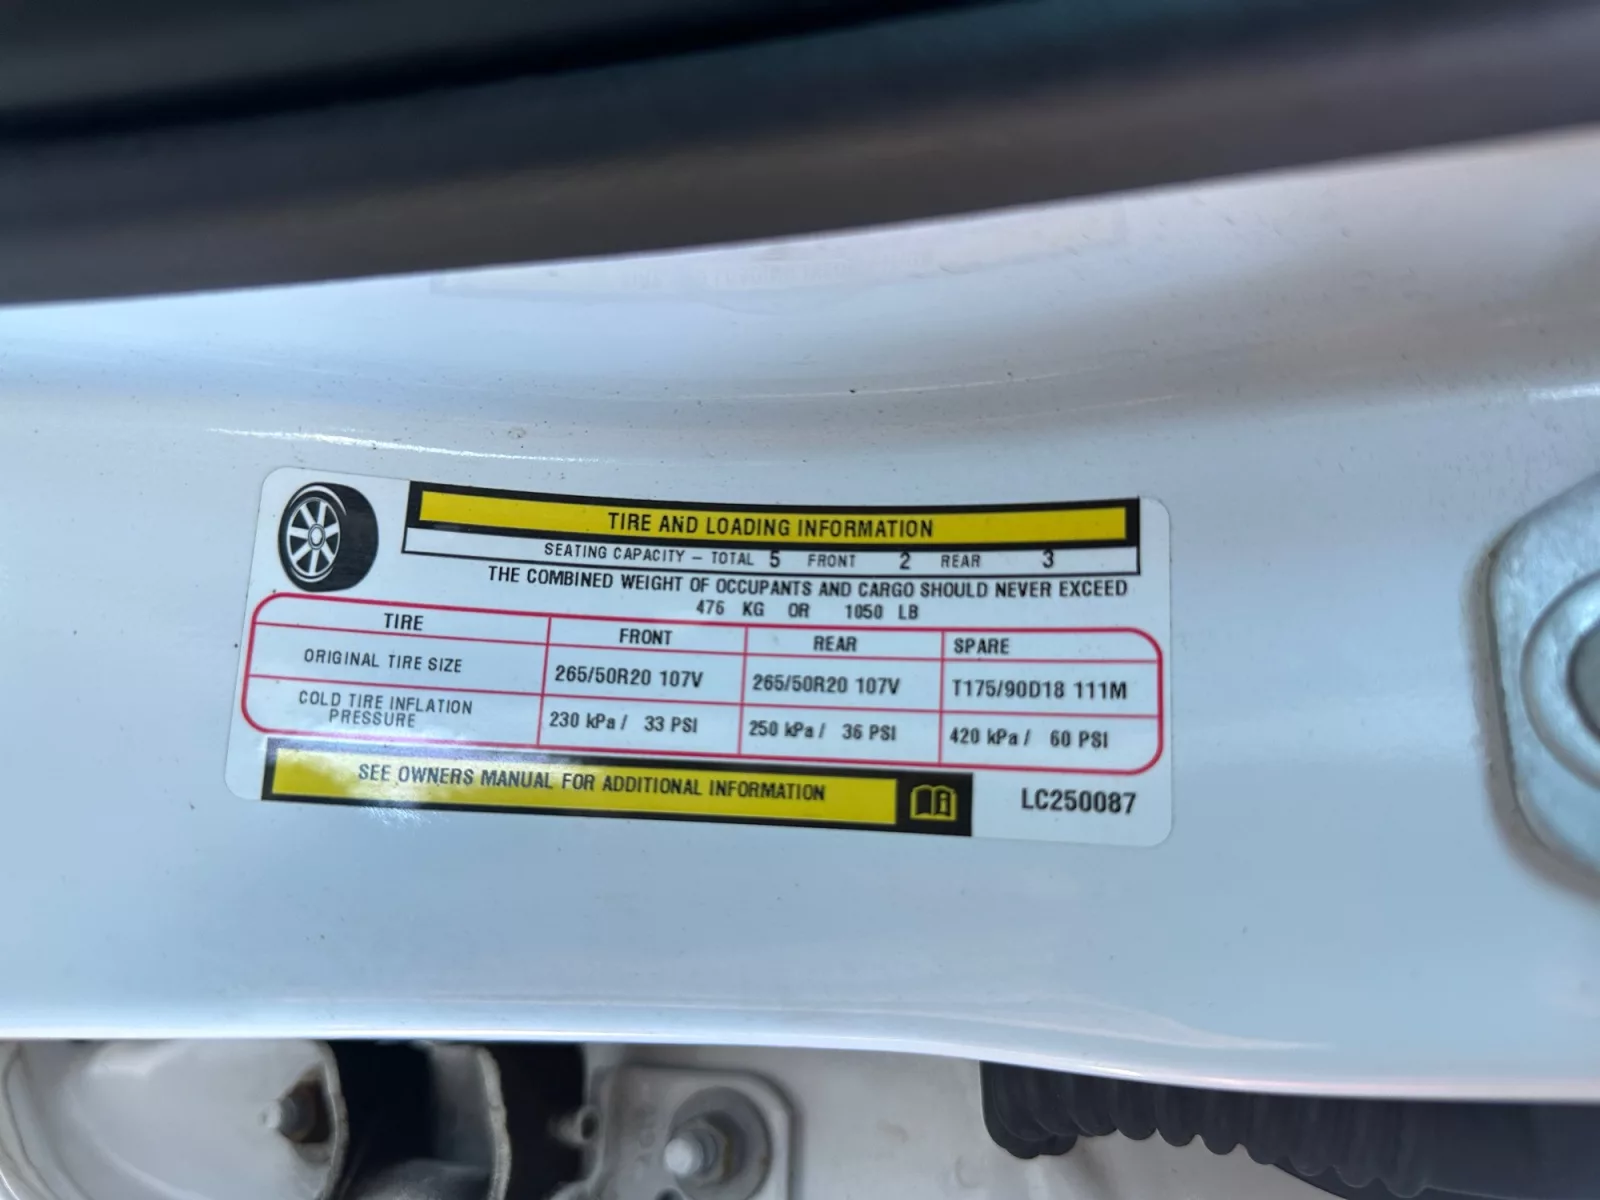 TIRE AND LOADING INFORMATION
SEATING CAPACITY – TOTAL 5 FRONT 2 REAR 3
THE COMBINED WEIGHT OF OCCUPANTS AND CARGO SHOULD NEVER EXCEED
476 KG OR 1050 LB
TIRE FRONT REAR SPARE
ORIGINAL TIRE SIZE 265/50R20 107V 265/50R20 107V T175/90D18 111M
COLD TIRE INFLATION
PRESSURE 230 kPa / 33 PSI 250 kPa / 36 PSI 420 kPa / 60 PSI
SEE OWNERS MANUAL FOR ADDITIONAL INFORMATION
LC250087